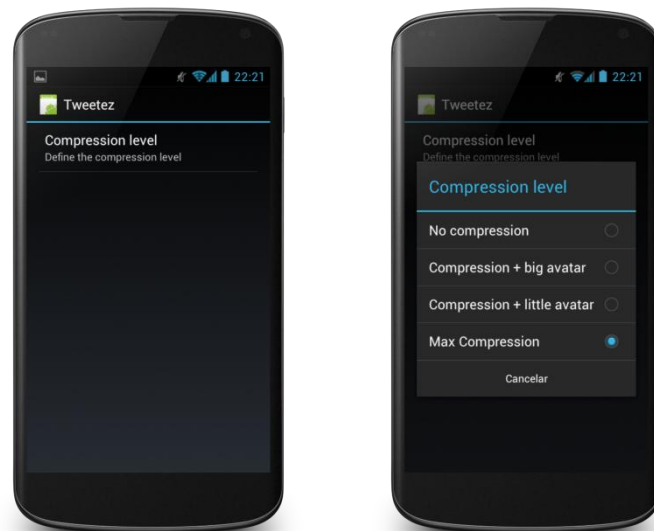 22:21
Tweetez
Compression level
Define the compression level
22:21
Tweetez
Compression level
Define the compression level
Compression level
No compression
Compression + big avatar
Compression + little avatar
Max Compression
Cancelar